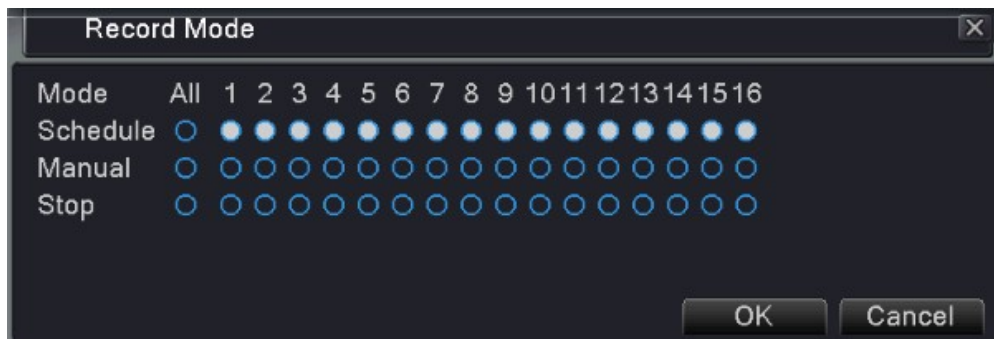 Record Mode
Mode All 1 2 3 4 5 6 7 8 9 10 11 12 13 14 15 16
Schedule
Manual
Stop
OK Cancel